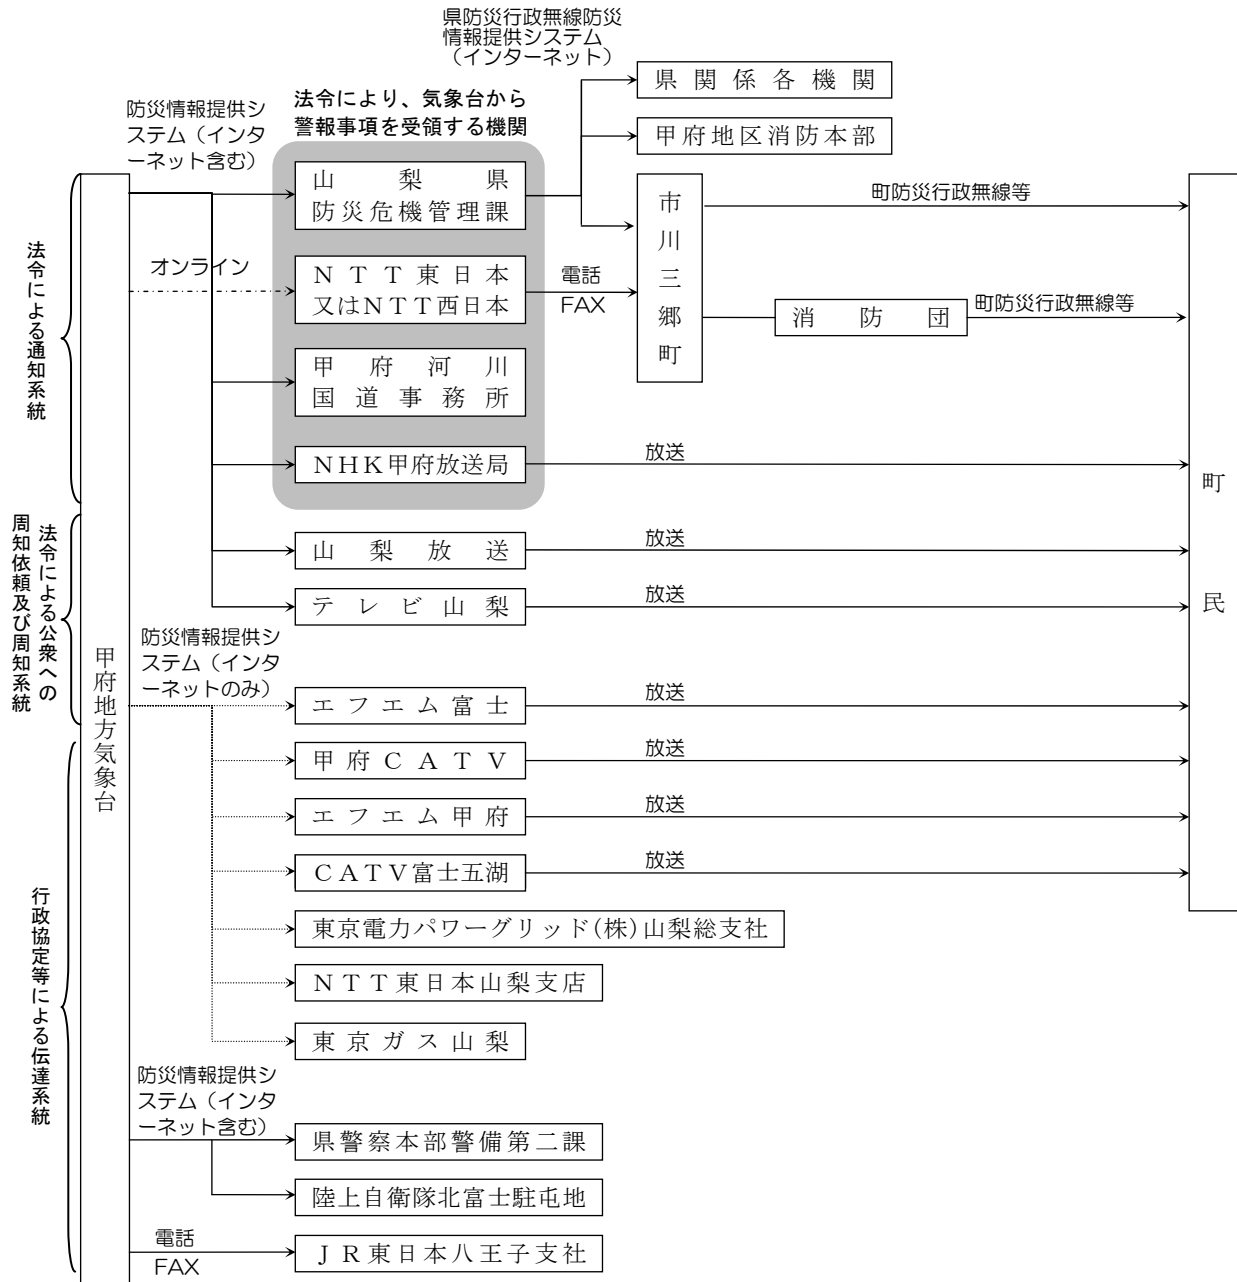 県防災行政無線防災
情報提供システム
（インターネット）
県関係各機関
甲府地区消防本部
法令により、気象台から
警報事項を受領する機関
防災情報提供シ
ステム（インタ
ーネット含む）
山梨県
防災危機管理課
市川三郷町
町防災行政無線等
オンライン
ＮＴＴ東日本
又はＮＴＴ西日本
電話
FAX
消防団
町防災行政無線等
甲府河川
国道事務所
ＮＨＫ甲府放送局
放送
山梨放送
放送
テレビ山梨
放送
町民
法令による通知系統
法令による公衆への
周知依頼及び周知系統
行政協定等による伝達系統
甲府地方気象台
防災情報提供シ
ステム（インタ
ーネットのみ）
エフエム富士
放送
甲府ＣＡＴＶ
放送
エフエム甲府
放送
ＣＡＴＶ富士五湖
放送
東京電力パワーグリッド(株)山梨総支社
ＮＴＴ東日本山梨支店
東京ガス山梨
防災情報提供シ
ステム（インタ
ーネット含む）
県警察本部警備第二課
陸上自衛隊北富士駐屯地
電話
FAX
ＪＲ東日本八王子支社